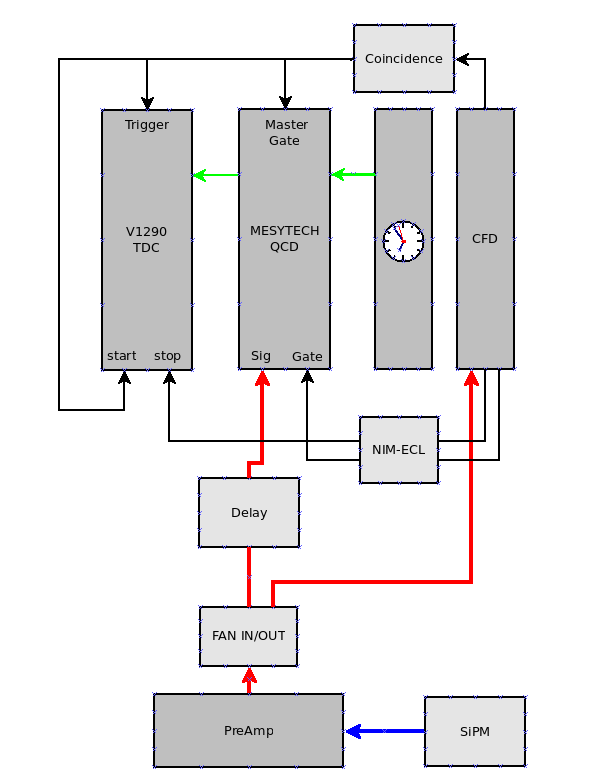 Coincidence
Trigger
Master
Gate
V1290
TDC
MESYTECH
QCD
CFD
start
stop
Sig
Gate
NIM-ECL
Delay
FAN IN/OUT
PreAmp
SiPM